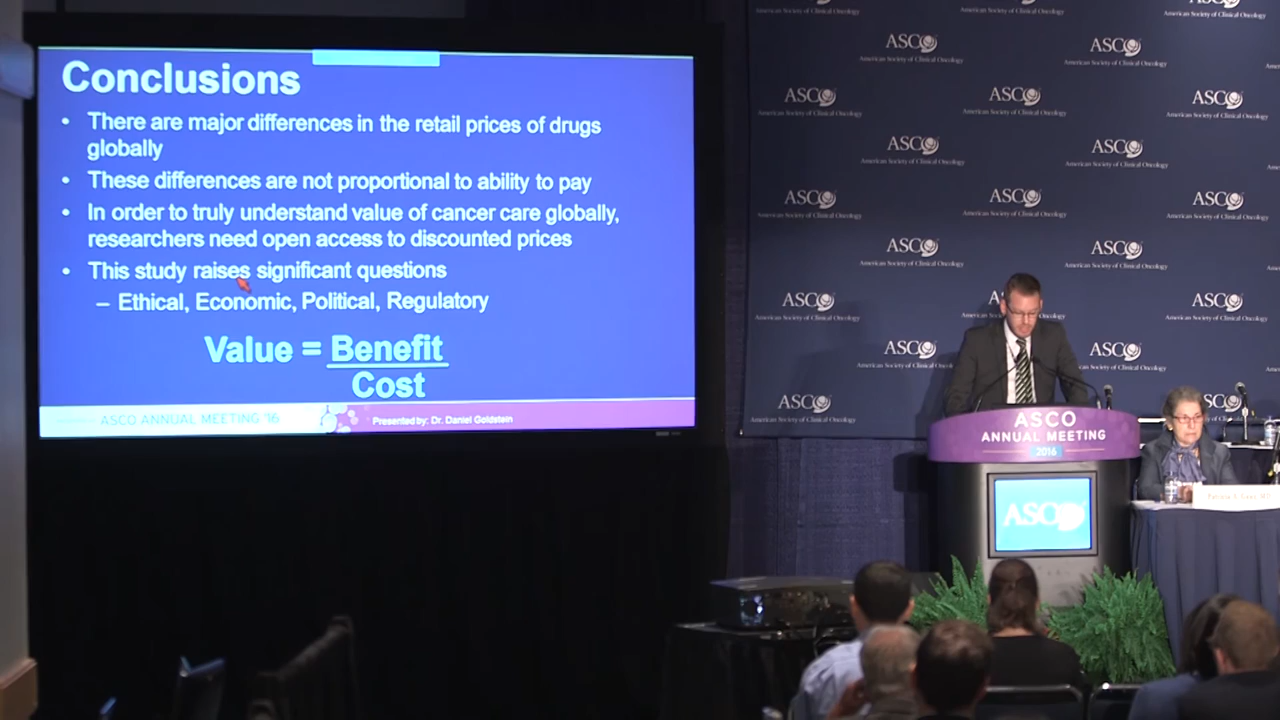 Conclusions
• There are major differences in the retail prices of drugs
globally
• These differences are not proportional to ability to pay
• In order to truly understand value of cancer care globally,
researchers need open access to discounted prices
• This study raises significant questions
– Ethical, Economic, Political, Regulatory
Value = Benefit
Cost
ASCO ANNUAL MEETING '16
Presented by: Dr. Daniel Goldstein
ASCO
American Society of Clinical Oncology
ASCO
ANNUAL MEETING
2016
ASCO